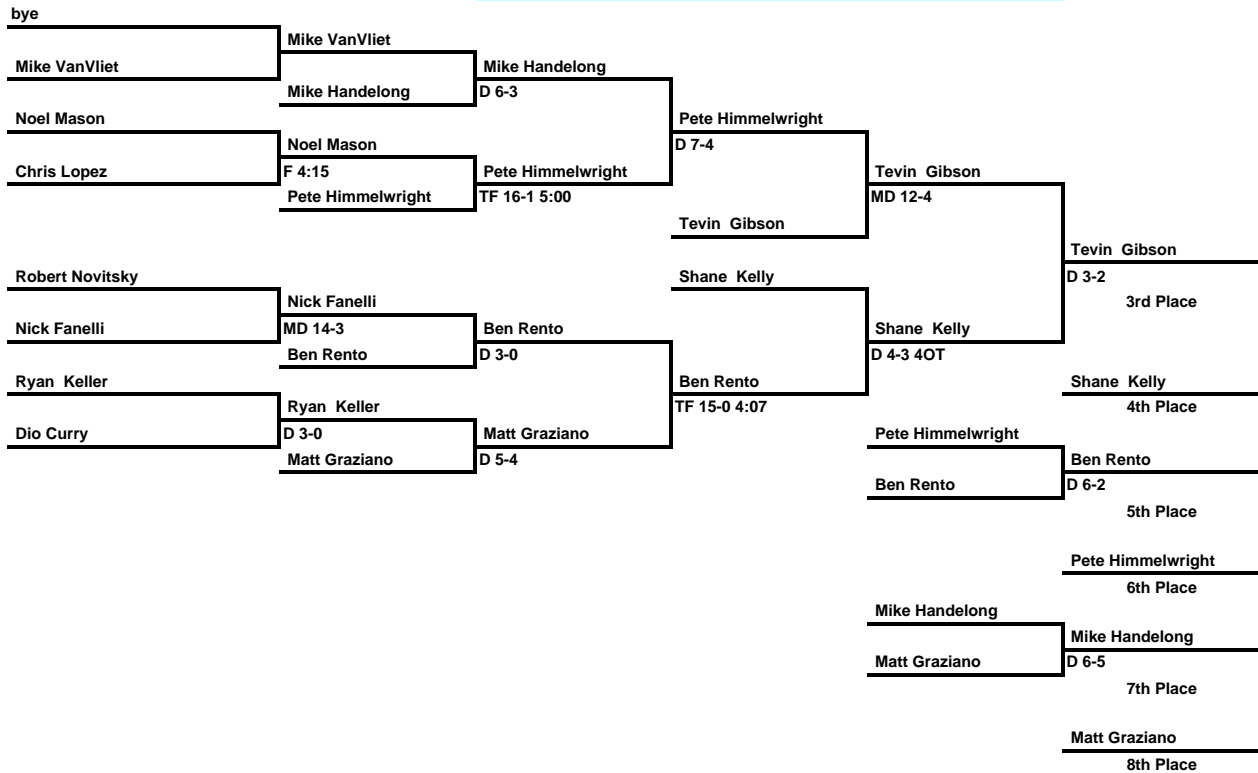 bye
Mike VanVliet
Mike VanVliet
Mike Handelong
Mike Handelong
D 6-3
Noel Mason
Pete Himmelwright
Noel Mason
D 7-4
Chris Lopez
F 4:15
Pete Himmelwright
Tevin  Gibson
Pete Himmelwright
TF 16-1 5:00
MD 12-4
Tevin  Gibson
Tevin  Gibson
Robert Novitsky
Shane  Kelly
D 3-2
Nick Fanelli
3rd Place
Nick Fanelli
MD 14-3
Ben Rento
Shane  Kelly
Ben Rento
D 3-0
D 4-3 4OT
Ryan  Keller
Ben Rento
Shane  Kelly
Ryan  Keller
TF 15-0 4:07
4th Place
Dio Curry
D 3-0
Matt Graziano
Pete Himmelwright
Matt Graziano
D 5-4
Ben Rento
Ben Rento
D 6-2
5th Place
Pete Himmelwright
6th Place
Mike Handelong
Mike Handelong
Matt Graziano
D 6-5
7th Place
Matt Graziano
8th Place